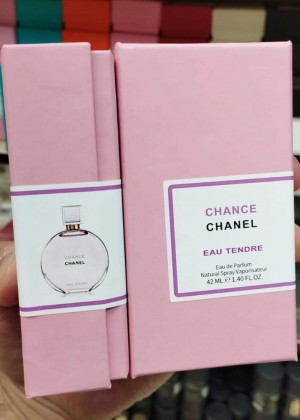 CHANCE
CHANEL
CHANCE
CHANEL
EAU TENDRE
Eau de Parfum
Natural Spray Vaporisateur
42 ML ℮ 1.40 FL.OZ.